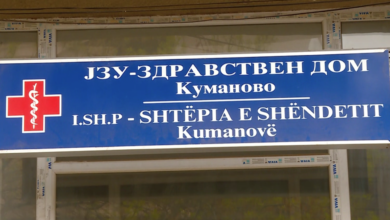 ЈЗУ-ЗДРАВСТВЕН ДОМ
Куманово
I.SH.P - SHTËPIA E SHËNDETIT
Kumanovë